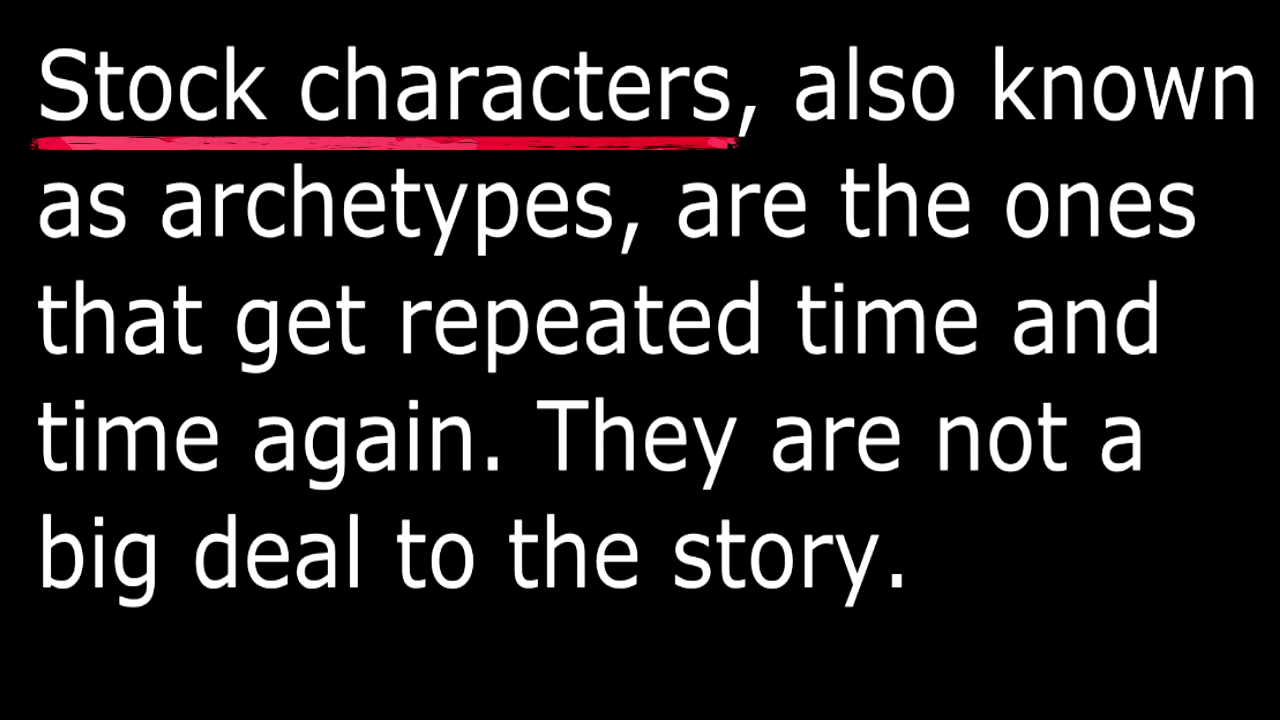 Stock characters, also known
as archetypes, are the ones
that get repeated time and
time again. They are not a
big deal to the story.